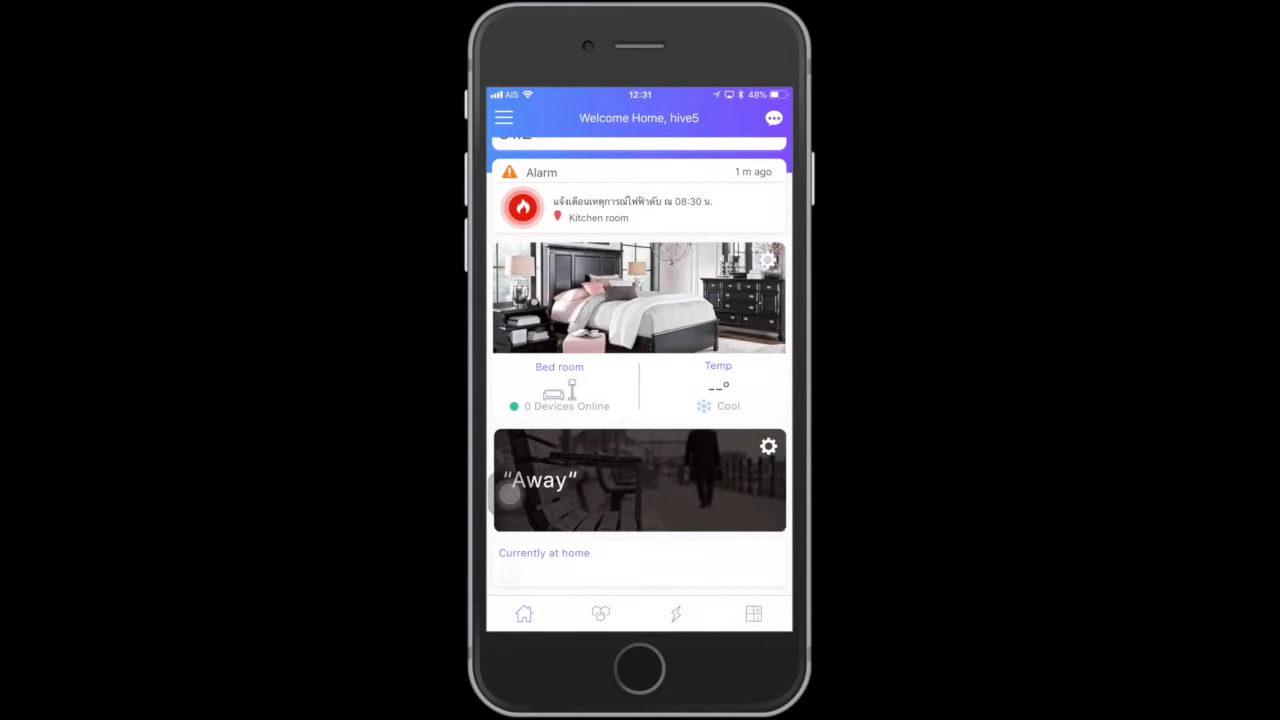 AIS 12:31 48%
Welcome Home, hive5
Alarm 1 m ago
แจ้งเตือนเหตุการณ์ไฟฟ้าดับ ณ 08:30 น.
Kitchen room
Bed room
0 Devices Online
Temp
__°
Cool
"Away"
Currently at home